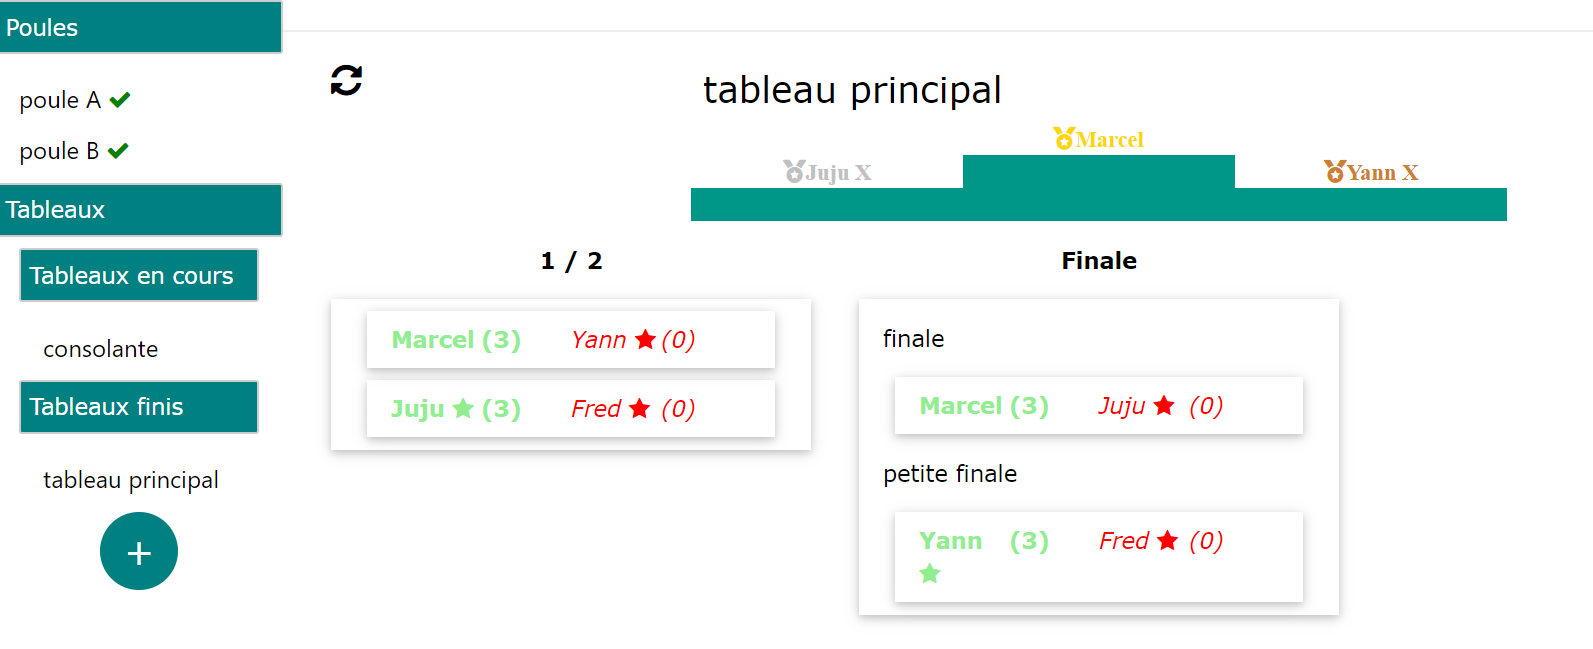 Poules
poule A
poule B
Tableaux
Tableaux en cours
consolante
Tableaux finis
tableau principal
+
tableau principal
Marcel
Juju X
Yann X
1 / 2
Marcel (3) Yann (0)
Juju (3) Fred (0)
Finale
finale
Marcel (3) Juju (0)
petite finale
Yann (3) Fred (0)